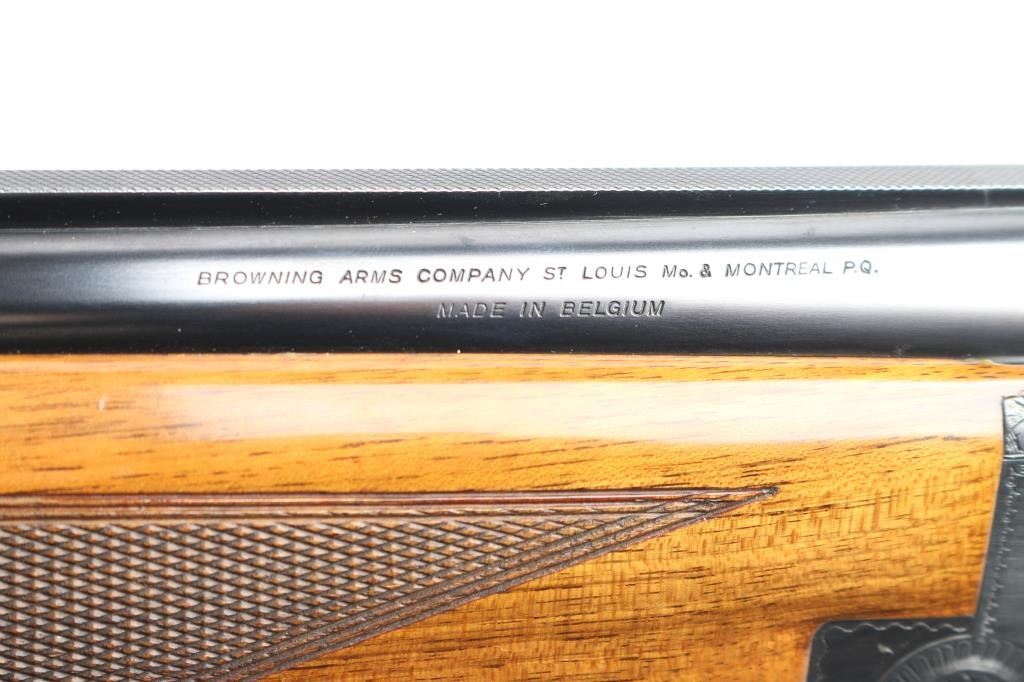 BROWNING ARMS COMPANY ST LOUIS MO. & MONTREAL P.Q.
MADE IN BELGIUM